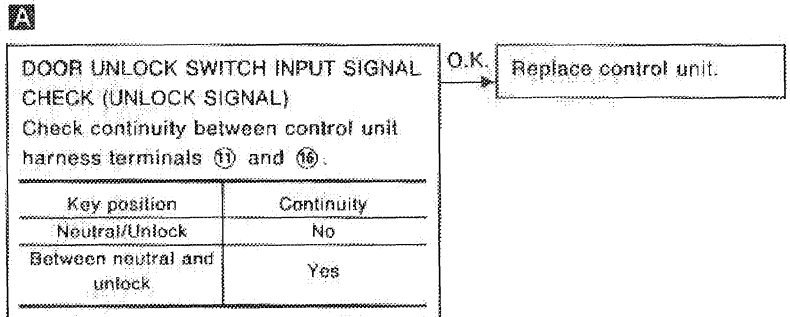 A
DOOR UNLOCK SWITCH INPUT SIGNAL
CHECK (UNLOCK SIGNAL)
Check continuity between control unit
harness terminals ⑪ and ⑯.
Key position Continuity
Neutral/Unlock No
Between neutral and
unlock Yes
O.K.
Replace control unit.